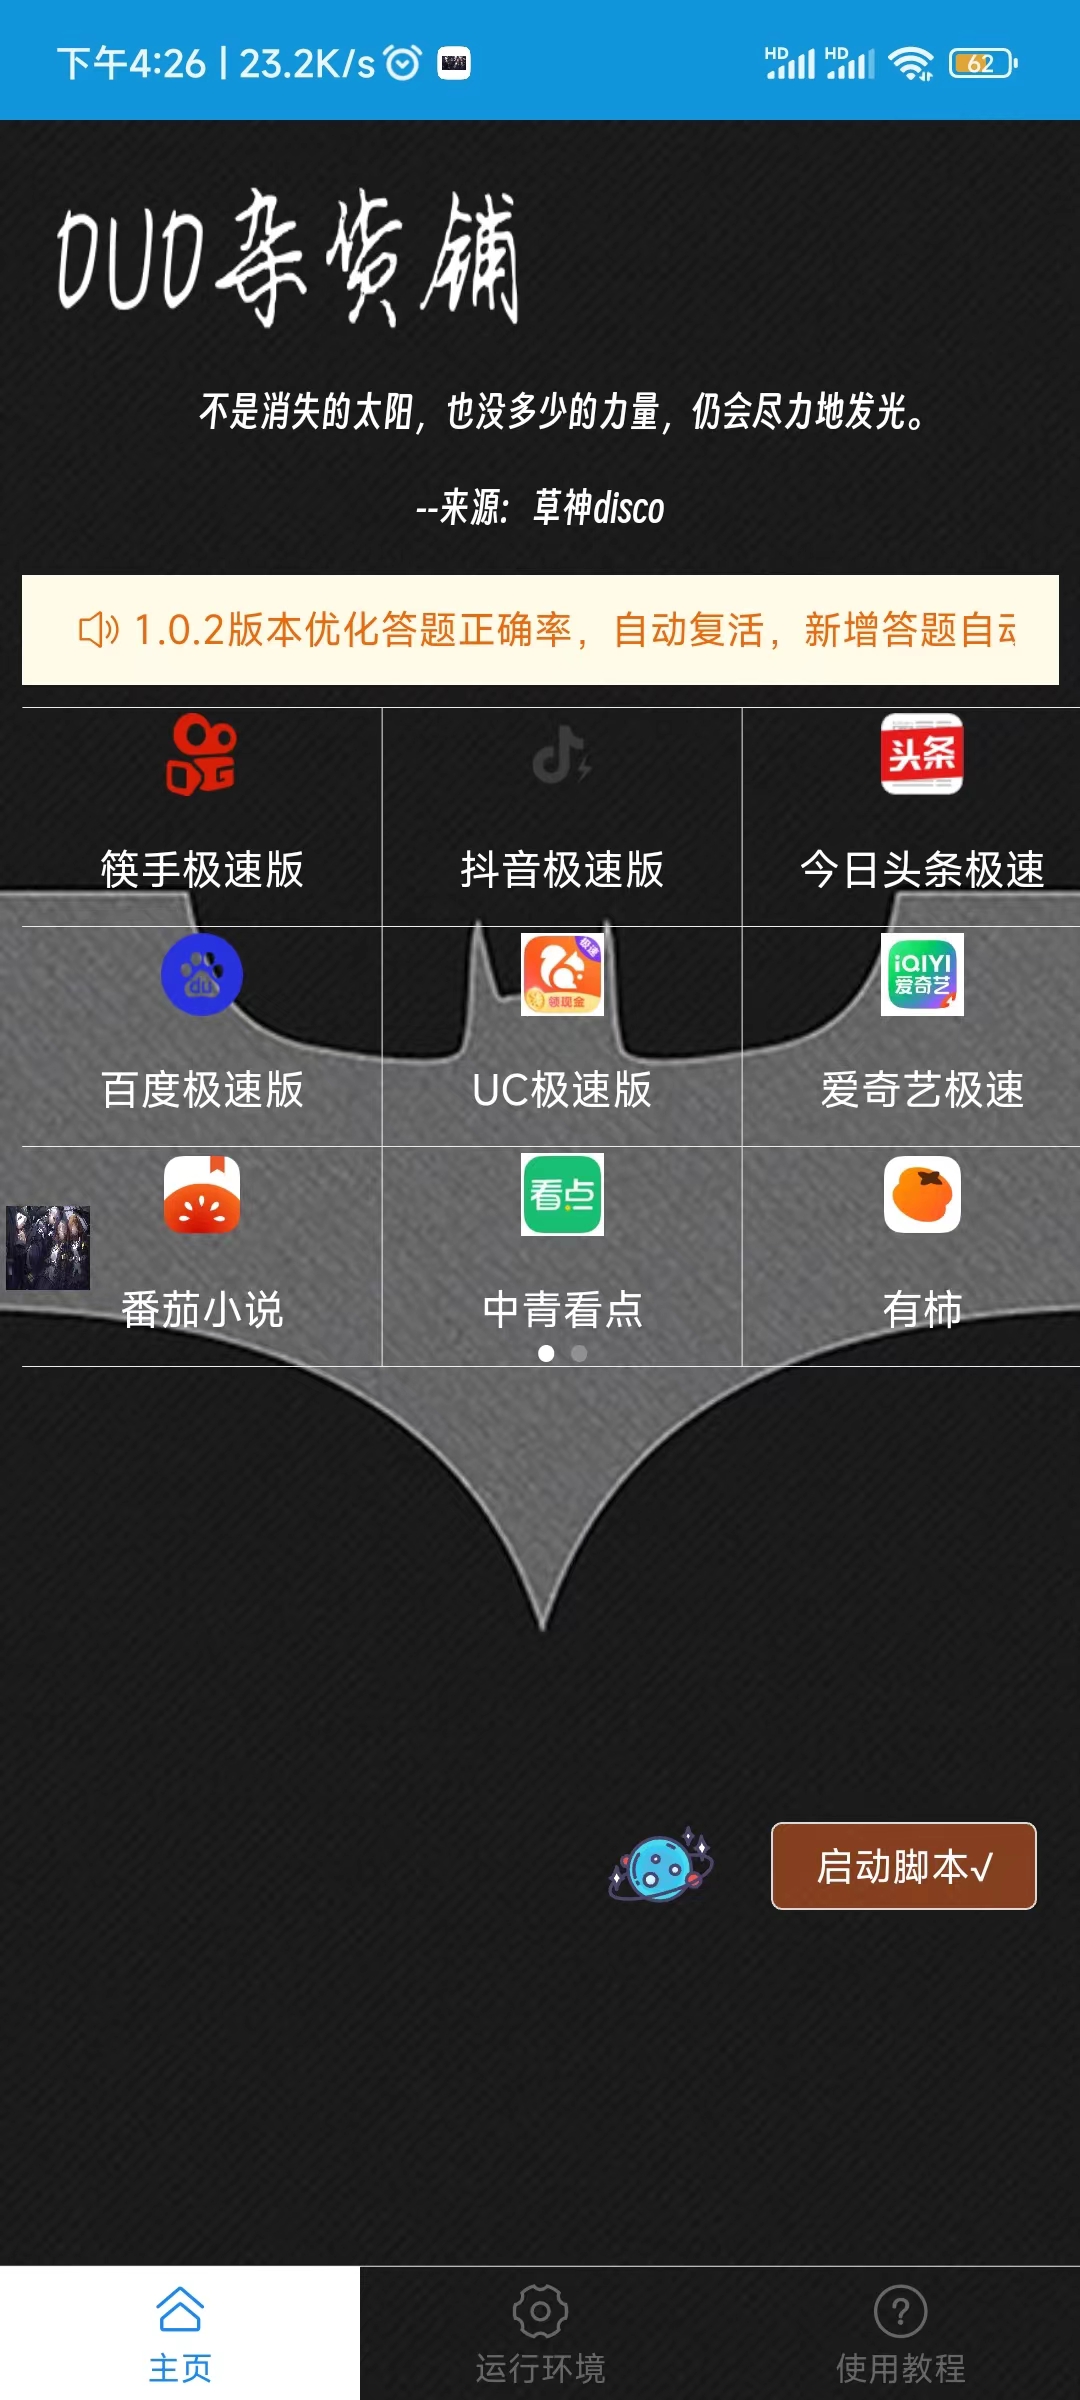 下午4:26 | 23.2K/s
HD HD 62
DUD杂货铺
不是消失的太阳，也没多少的力量，仍会尽力地发光。
--来源：草神disco
1.0.2版本优化答题正确率，自动复活，新增答题自动
头条
筷手极速版 抖音极速版 今日头条极速
du 极速 领现金 iQIYI 爱奇艺
百度极速版 UC极速版 爱奇艺极速
看点
番茄小说 中青看点 有柿
启动脚本√
主页 运行环境 使用教程